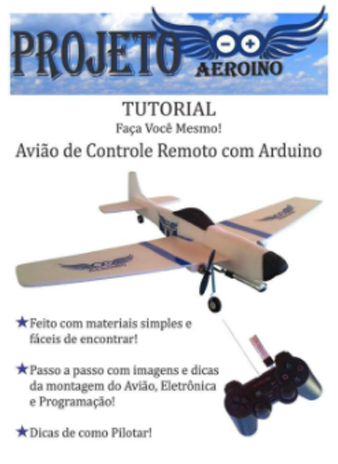 PROJETO
AEROINO
TUTORIAL
Faça Você Mesmo!
Avião de Controle Remoto com Arduino
AEROINO
Feito com materiais simples e
fáceis de encontrar!
Passo a passo com imagens e dicas
da montagem do Avião, Eletrônica
e Programação!
Dicas de como Pilotar!